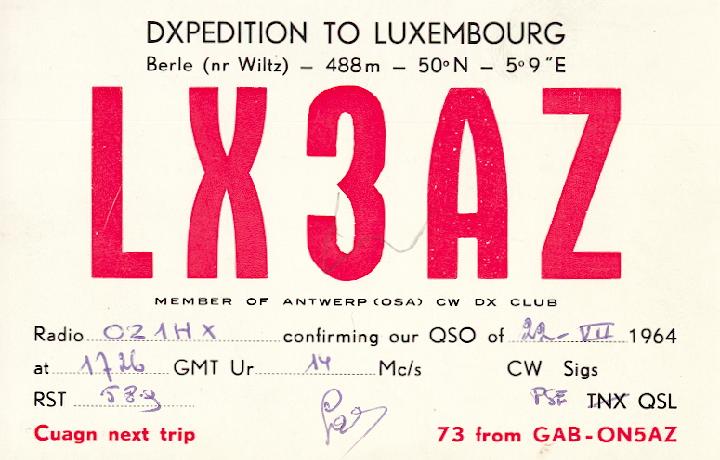 DXPEDITION TO LUXEMBOURG
Berle (nr Wiltz) – 488m – 50°N – 5°9"E
LX3AZ
MEMBER OF ANTWERP (OSA) CW DX CLUB
Radio OZ1HX confirming our QSO of 22-VII 1964
at 1726 GMT Ur 14 Mc/s CW Sigs
RST 589 PSE TNX QSL
Cuagn next trip 73 from GAB-ON5AZ